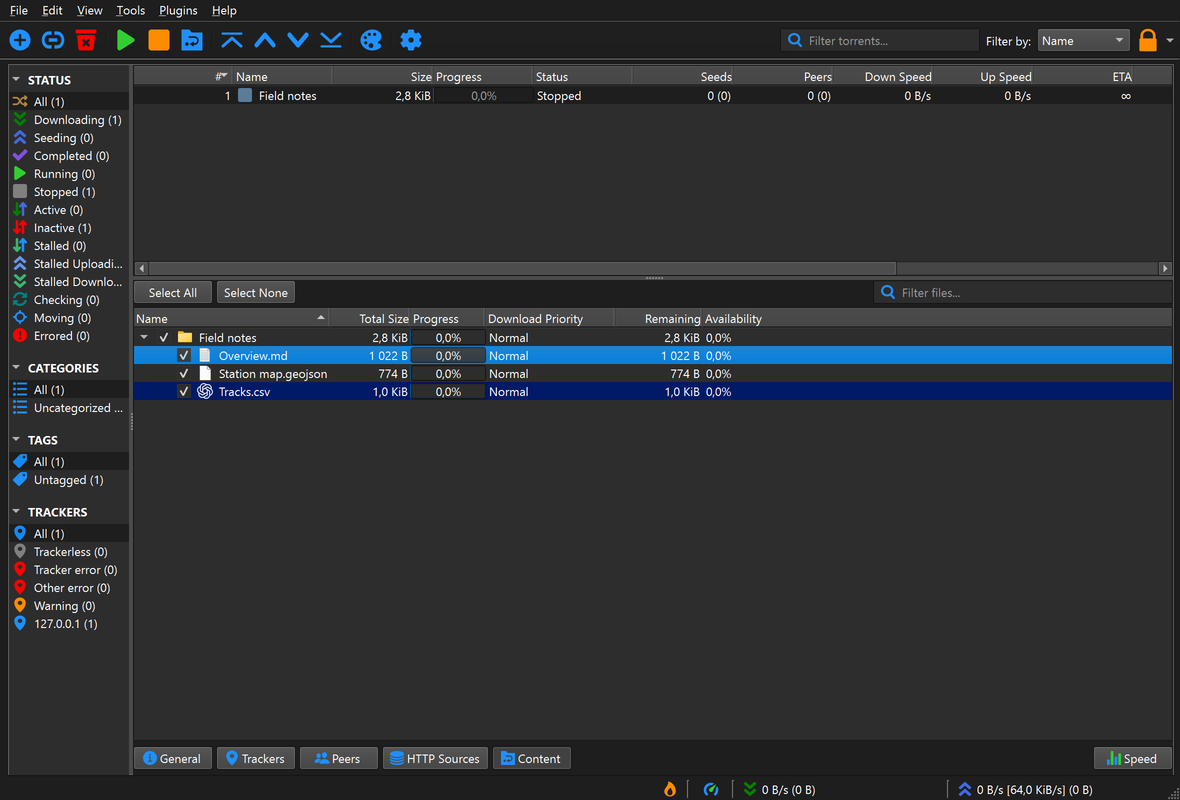 File Edit View Tools Plugins Help
Filter torrents... Filter by: Name
STATUS
All (1)
Downloading (1)
Seeding (0)
Completed (0)
Running (0)
Stopped (1)
Active (0)
Inactive (1)
Stalled (0)
Stalled Uploadi...
Stalled Downlo...
Checking (0)
Moving (0)
Errored (0)
CATEGORIES
All (1)
Uncategorized ...
TAGS
All (1)
Untagged (1)
TRACKERS
All (1)
Trackerless (0)
Tracker error (0)
Other error (0)
Warning (0)
127.0.0.1 (1)
# Name Size Progress Status Seeds Peers Down Speed Up Speed ETA
1 Field notes 2,8 KiB 0,0% Stopped 0 (0) 0 (0) 0 B/s 0 B/s ∞
Select All Select None Filter files...
Name Total Size Progress Download Priority Remaining Availability
Field notes 2,8 KiB 0,0% Normal 2,8 KiB 0,0%
Overview.md 1 022 B 0,0% Normal 1 022 B 0,0%
Station map.geojson 774 B 0,0% Normal 774 B 0,0%
Tracks.csv 1,0 KiB 0,0% Normal 1,0 KiB 0,0%
General Trackers Peers HTTP Sources Content Speed
0 B/s (0 B) 0 B/s [64,0 KiB/s] (0 B)